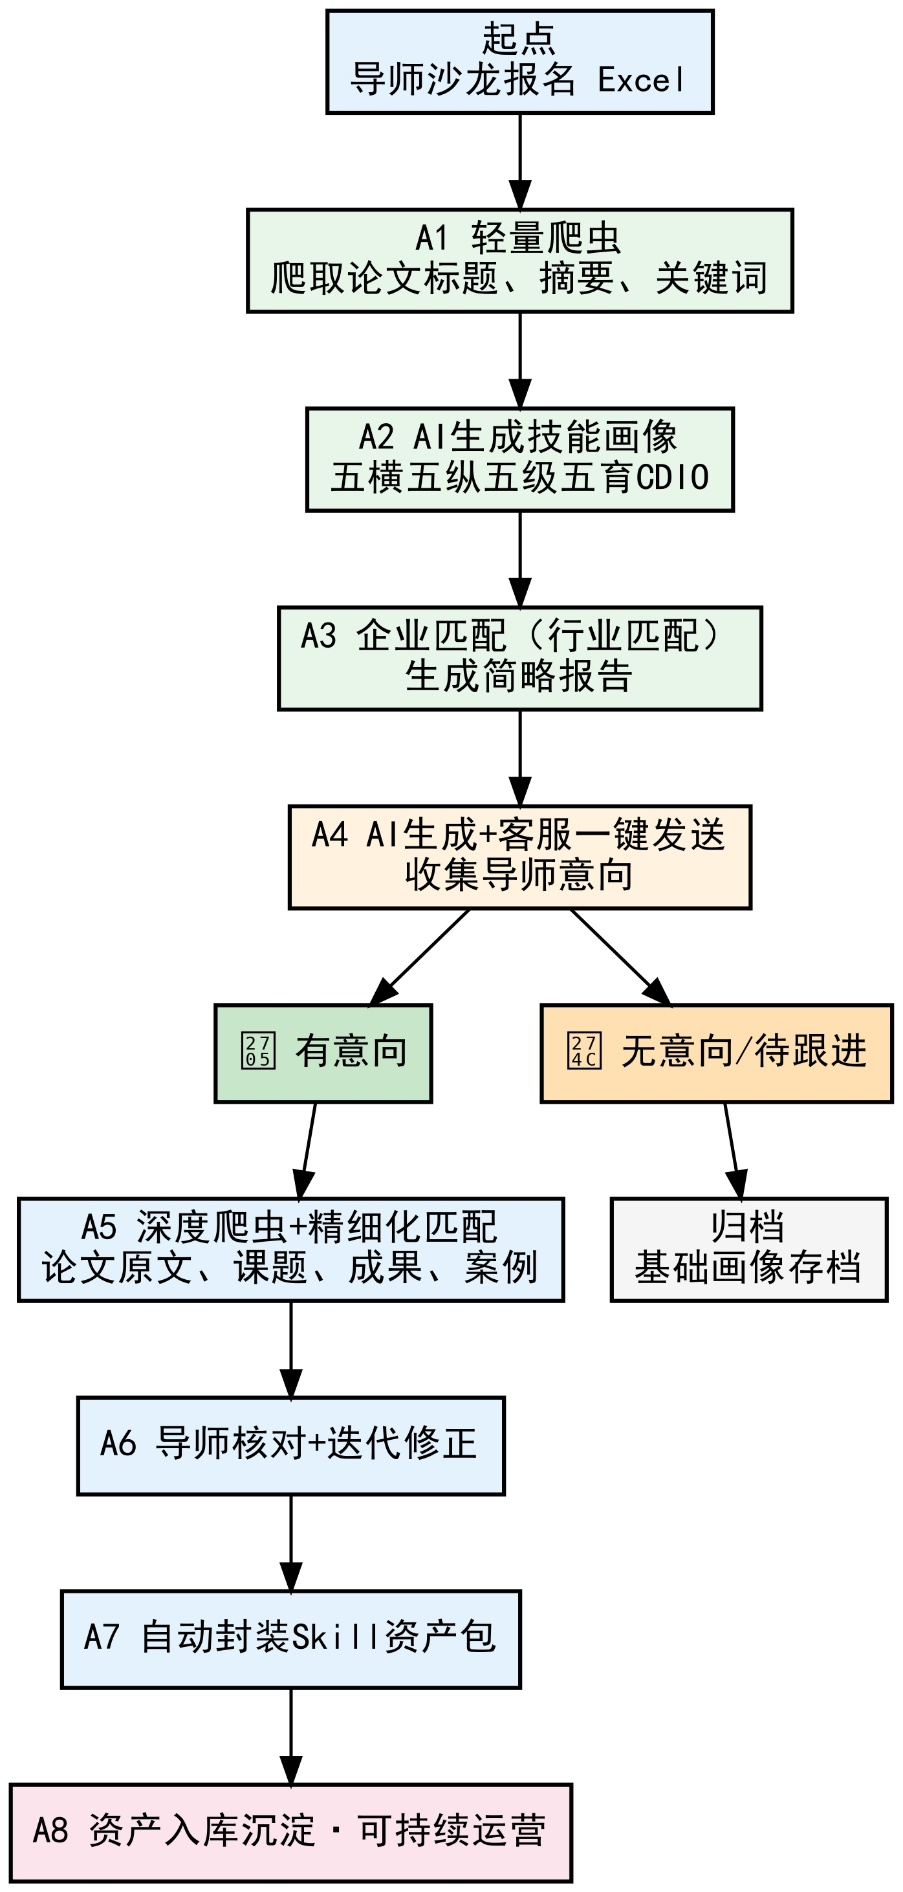 起点
导师沙龙报名 Excel
A1 轻量爬虫
爬取论文标题、摘要、关键词
A2 AI生成技能画像
五横五纵五级五育CDIO
A3 企业匹配（行业匹配）
生成简略报告
A4 AI生成+客服一键发送
收集导师意向
2705 有意向
274C 无意向/待跟进
A5 深度爬虫+精细化匹配
论文原文、课题、成果、案例
归档
基础画像存档
A6 导师核对+迭代修正
A7 自动封装Skill资产包
A8 资产入库沉淀·可持续运营